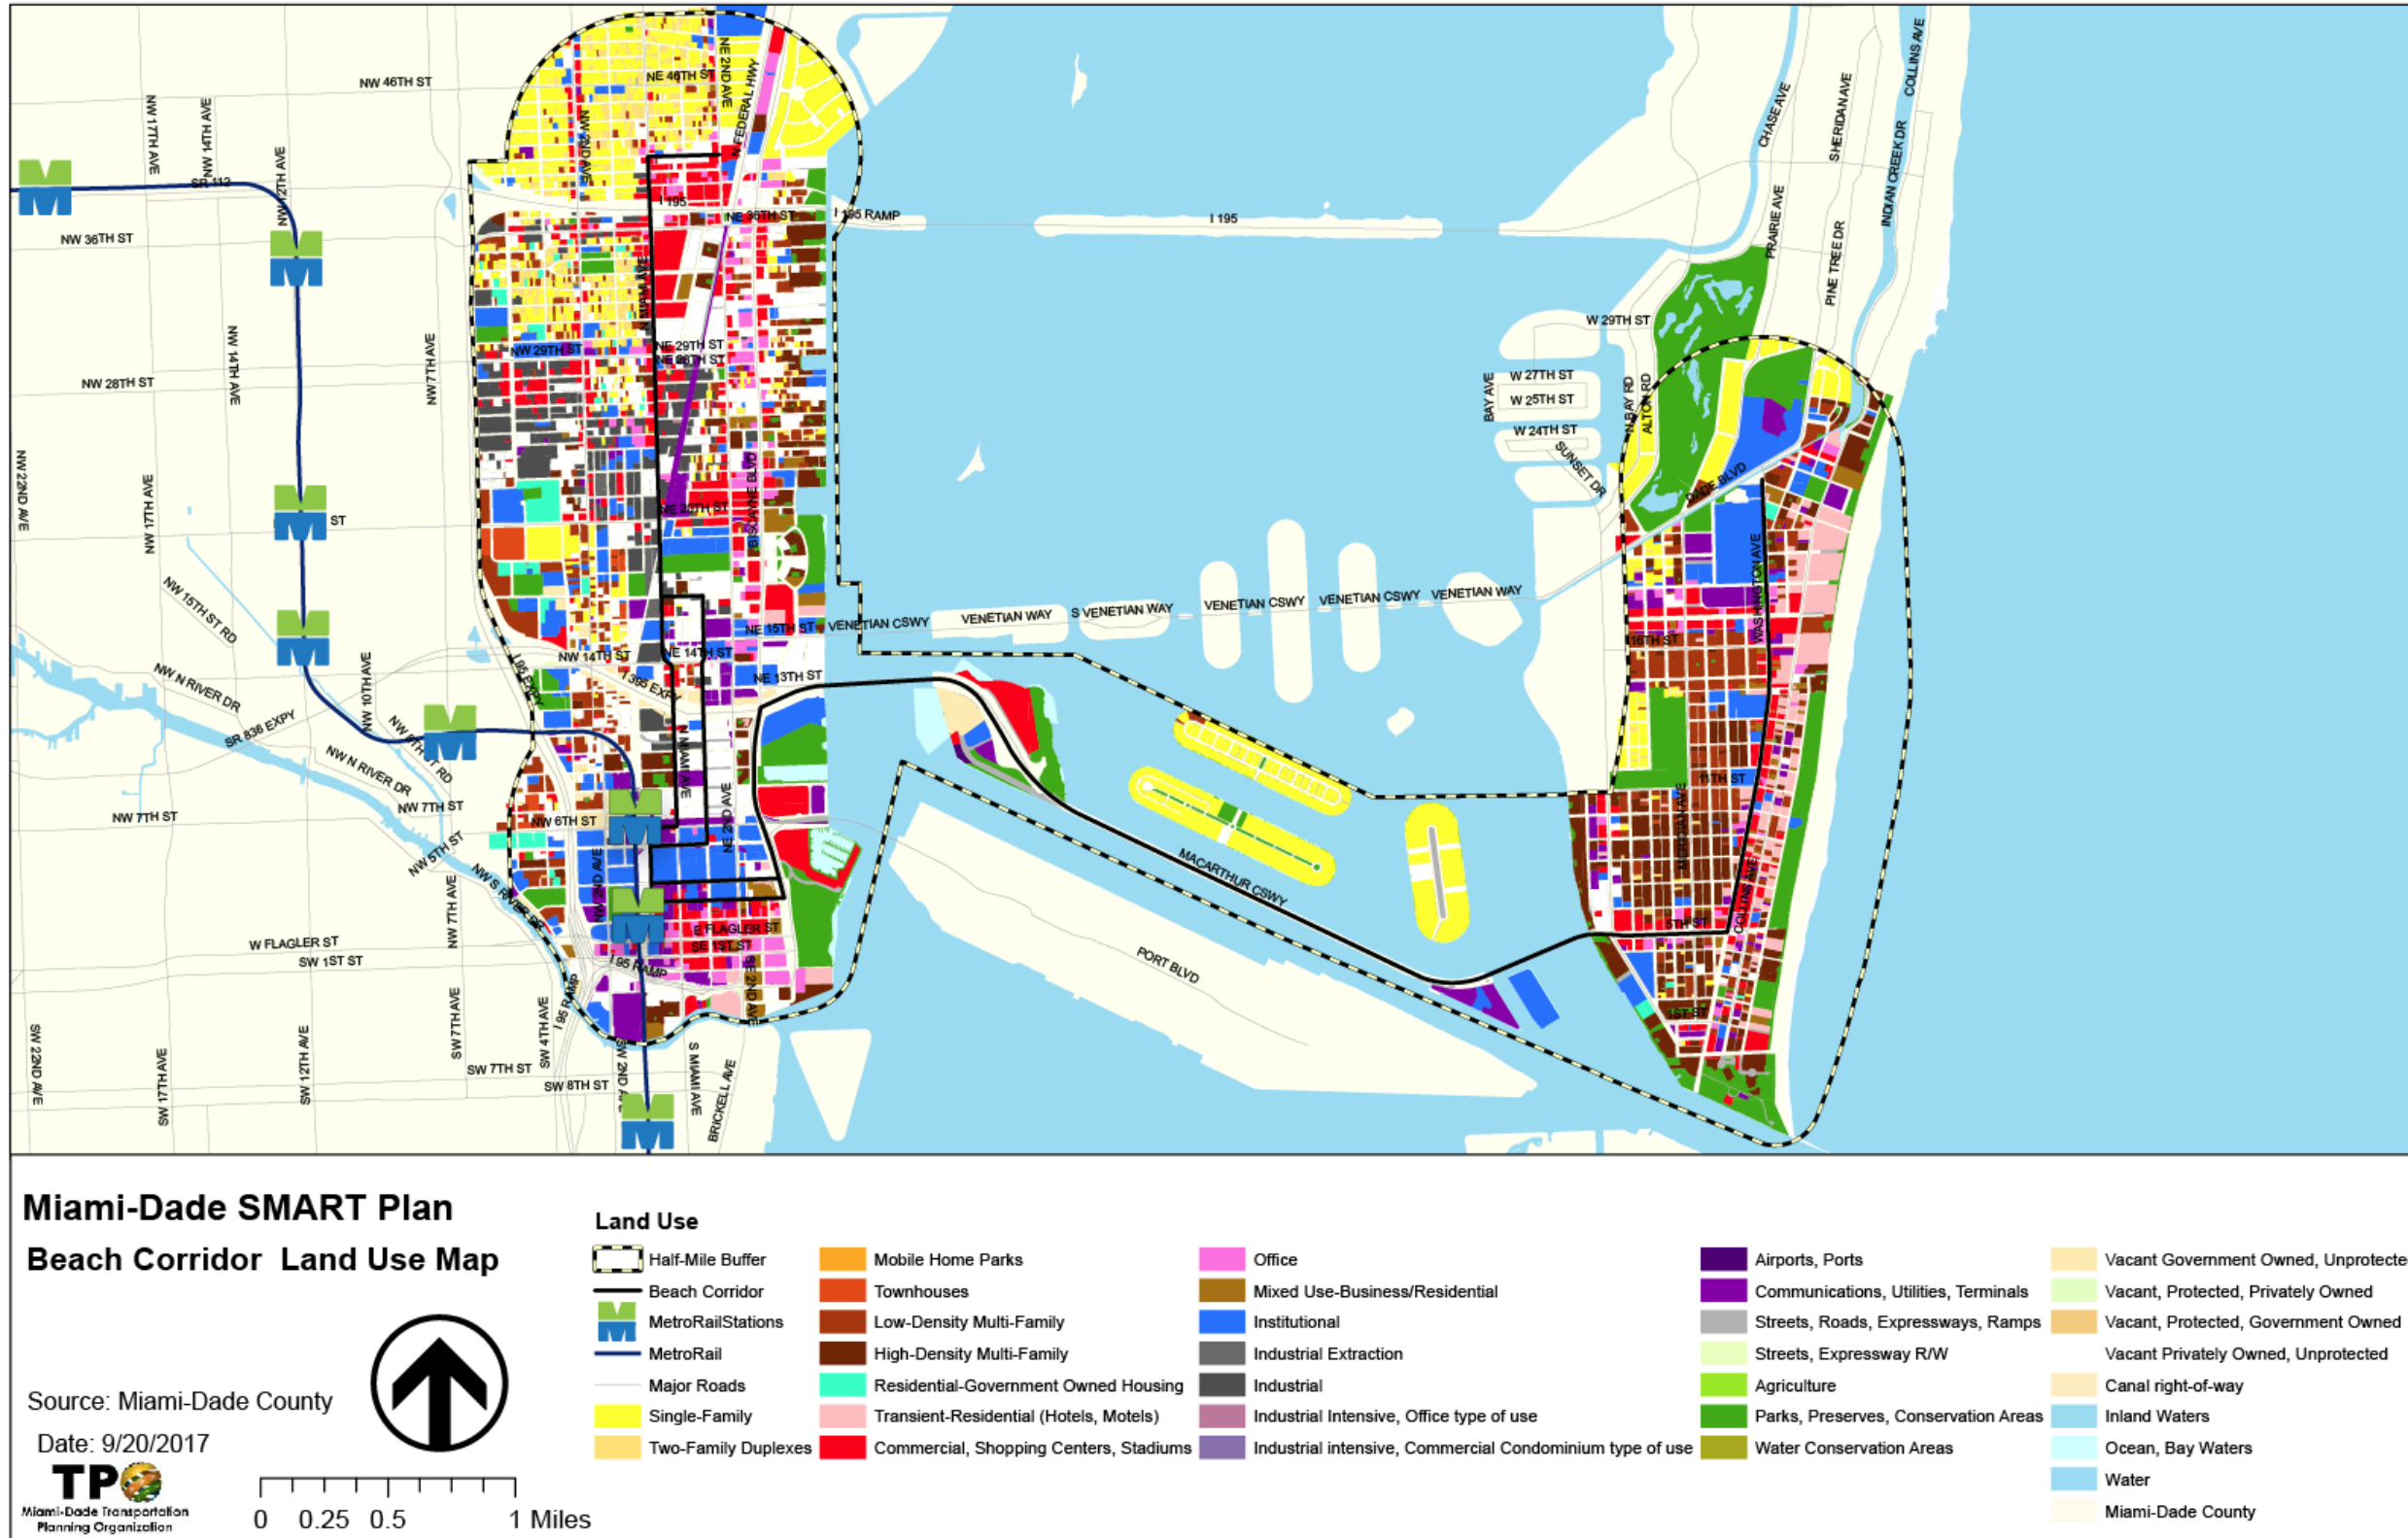 NW 46TH ST
NE 46TH ST
NE 2ND AVE
N FEDERAL HWY
NW 17TH AVE
NW 14TH AVE
NW 12TH AVE
NW 2ND AVE
SR 112
I 195
NE 36TH ST
I 195 RAMP
I 195
NW 36TH ST
CHASE AVE
SHERIDAN AVE
COLLINS AVE
INDIAN CREEK DR
PRAIRIE AVE
PINE TREE DR
N MIAMI AVE
NW 14TH AVE
NW 7TH AVE
NW 29TH ST
NE 29TH ST
NE 28TH ST
NW 28TH ST
W 29TH ST
W 27TH ST
W 25TH ST
W 24TH ST
BAY AVE
N BAY RD
ALTON RD
SUNSET DR
DADE BLVD
NW 22ND AVE
NW 17TH AVE
BISCAYNE BLVD
NE 20TH ST
ST
WASHINGTON AVE
NW 15TH ST RD
NE 15TH ST
VENETIAN CSWY
VENETIAN WAY
S VENETIAN WAY
VENETIAN CSWY
VENETIAN CSWY
VENETIAN WAY
16TH ST
NW 14TH ST
NE 14TH ST
I 95 EXPY
I 395 EXPY
NE 13TH ST
NW N RIVER DR
NW 10TH AVE
SR 836 EXPY
NW N RIVER DR
N MIAMI AVE
NE 2ND AVE
11TH ST
MERIDIAN AVE
NW 7TH ST
NW 7TH ST
NW 6TH ST
NW 5TH ST
NW 7TH AVE
NW S RIVER DR
NW 2ND AVE
MACARTHUR CSWY
COLLINS AVE
5TH ST
W FLAGLER ST
E FLAGLER ST
SW 1ST ST
SE 1ST ST
I 95 RAMP
I 95 RAMP
SE 2ND AVE
PORT BLVD
1ST ST
SW 22ND AVE
SW 17TH AVE
SW 12TH AVE
SW 7TH AVE
SW 4TH AVE
SW 7TH ST
SW 8TH ST
SW 2ND AVE
S MIAMI AVE
BRICKELL AVE
Miami-Dade SMART Plan
Beach Corridor Land Use Map
Source: Miami-Dade County
Date: 9/20/2017
TPO
Miami-Dade Transportation
Planning Organization
0 0.25 0.5 1 Miles
Land Use
Half-Mile Buffer
Beach Corridor
MetroRailStations
MetroRail
Major Roads
Single-Family
Two-Family Duplexes
Mobile Home Parks
Townhouses
Low-Density Multi-Family
High-Density Multi-Family
Residential-Government Owned Housing
Transient-Residential (Hotels, Motels)
Commercial, Shopping Centers, Stadiums
Office
Mixed Use-Business/Residential
Institutional
Industrial Extraction
Industrial
Industrial Intensive, Office type of use
Industrial intensive, Commercial Condominium type of use
Airports, Ports
Communications, Utilities, Terminals
Streets, Roads, Expressways, Ramps
Streets, Expressway R/W
Agriculture
Parks, Preserves, Conservation Areas
Water Conservation Areas
Vacant Government Owned, Unprotecte
Vacant, Protected, Privately Owned
Vacant, Protected, Government Owned
Vacant Privately Owned, Unprotected
Canal right-of-way
Inland Waters
Ocean, Bay Waters
Water
Miami-Dade County